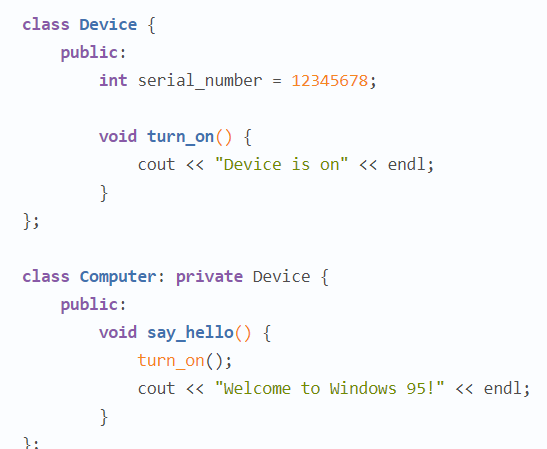 class Device {
public:
int serial_number = 12345678;
void turn_on() {
cout << "Device is on" << endl;
}
};
class Computer: private Device {
public:
void say_hello() {
turn_on();
cout << "Welcome to Windows 95!" << endl;
}
};